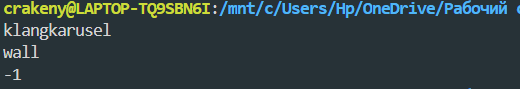 crakeny@LAPTOP-TQ9SBN6I:/mnt/c/Users/Hp/OneDrive/Рабочий
klangkarusel
wall
-1